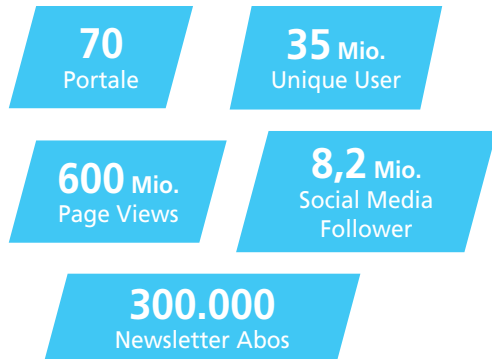 70
Portale
35 Mio.
Unique User
600 Mio.
Page Views
8,2 Mio.
Social Media
Follower
300.000
Newsletter Abos